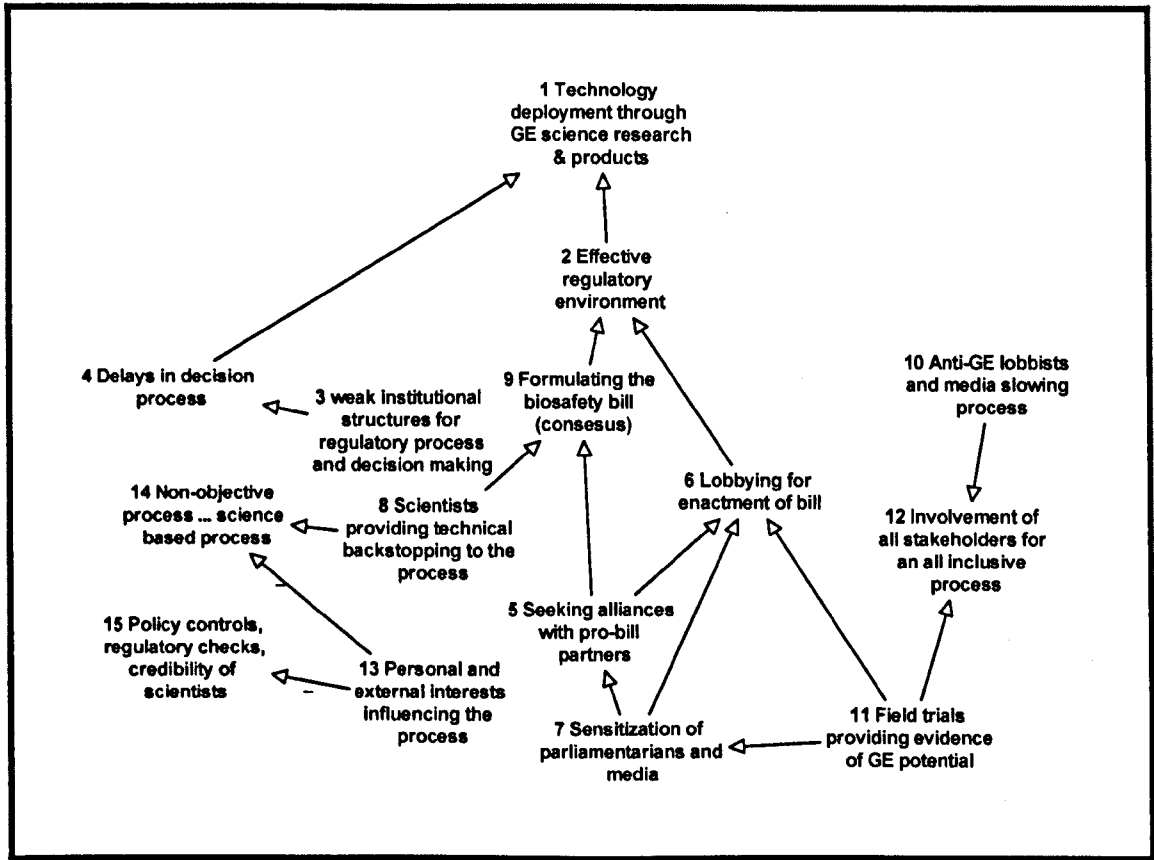 1 Technology
deployment through
GE science research
& products
2 Effective
regulatory
environment
4 Delays in decision
process
3 weak institutional
structures for
regulatory process
and decision making
9 Formulating the
biosafety bill
(consesus)
10 Anti-GE lobbists
and media slowing
process
14 Non-objective
process ... science
based process
8 Scientists
providing technical
backstopping to the
process
6 Lobbying for
enactment of bill
12 Involvement of
all stakeholders for
an all inclusive
process
15 Policy controls,
regulatory checks,
credibility of
scientists
13 Personal and
external interests
influencing the
process
5 Seeking alliances
with pro-bill
partners
7 Sensitization of
parliamentarians and
media
11 Field trials
providing evidence
of GE potential